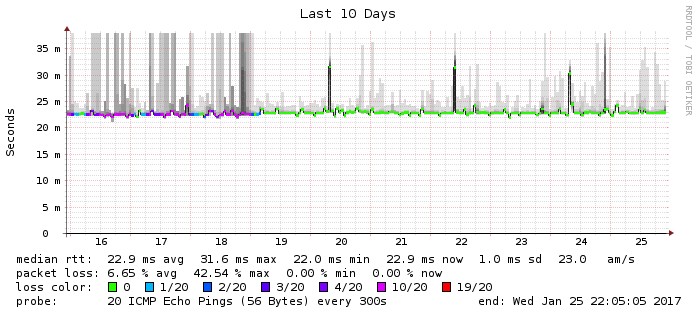 Last 10 Days
RRDTOOL / TOBI OETIKER
Seconds
35 m
30 m
25 m
20 m
15 m
10 m
5 m
0
16 17 18 19 20 21 22 23 24 25
median rtt: 22.9 ms avg 31.6 ms max 22.0 ms min 22.9 ms now 1.0 ms sd 23.0 am/s
packet loss: 6.65 % avg 42.54 % max 0.00 % min 0.00 % now
loss color: 0 1/20 2/20 3/20 4/20 10/20 19/20
probe: 20 ICMP Echo Pings (56 Bytes) every 300s end: Wed Jan 25 22:05:05 2017